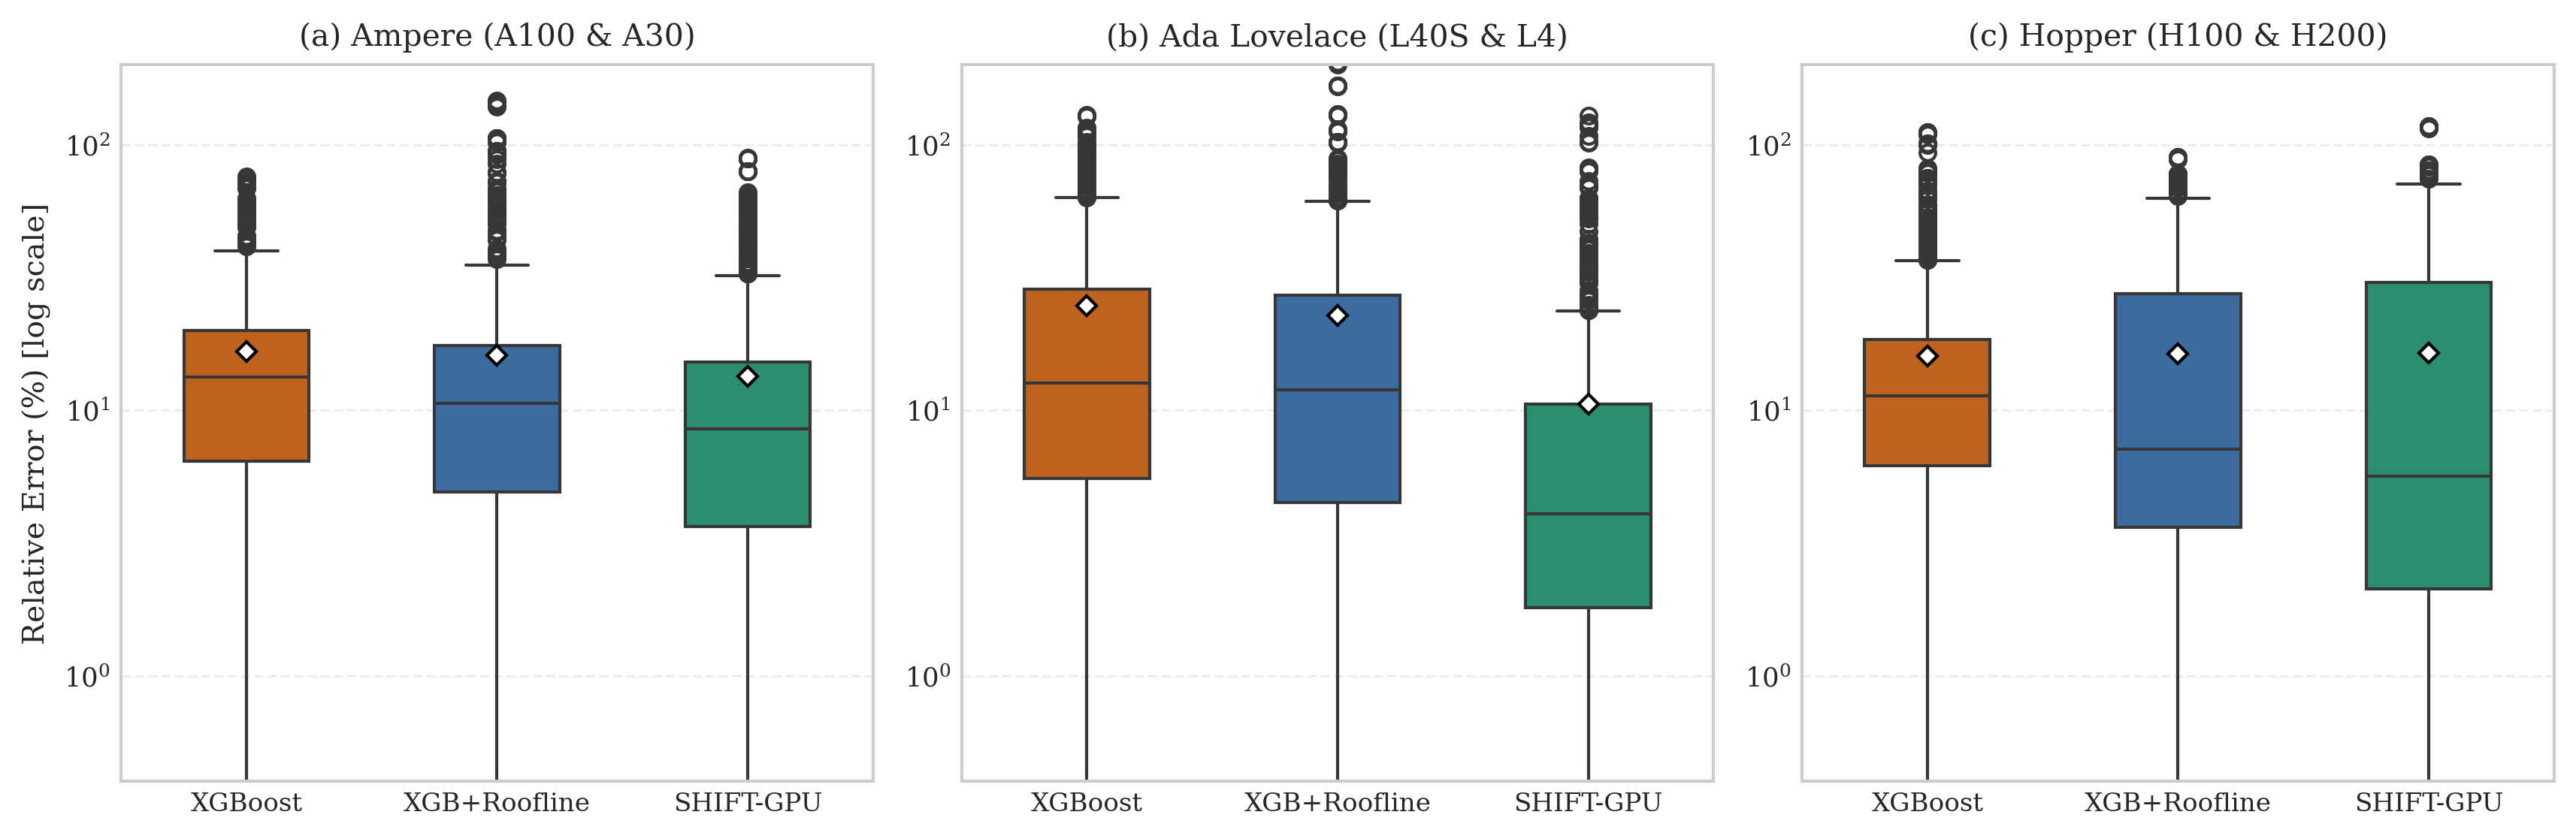 (a) Ampere (A100 & A30)
(b) Ada Lovelace (L40S & L4)
(c) Hopper (H100 & H200)
Relative Error (%) [log scale]
10²
10¹
10⁰
XGBoost
XGB+Roofline
SHIFT-GPU
10²
10¹
10⁰
XGBoost
XGB+Roofline
SHIFT-GPU
10²
10¹
10⁰
XGBoost
XGB+Roofline
SHIFT-GPU